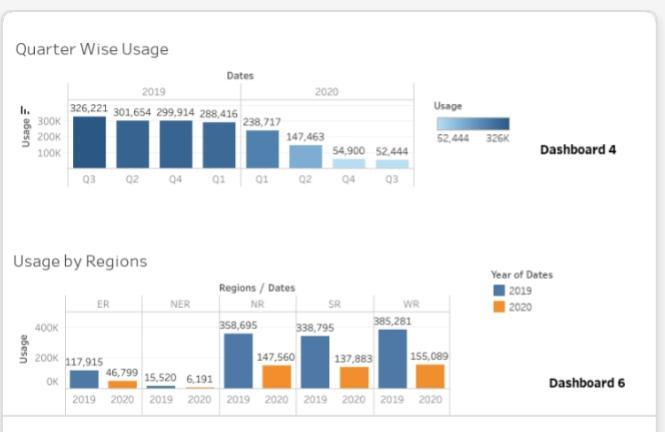 Quarter Wise Usage
Dates
2019 2020
326,221 301,654 299,914 288,416 238,717 147,463 54,900 52,444
Usage
300K
200K
100K
Q3 Q2 Q4 Q1 Q1 Q2 Q4 Q3
Usage
52,444 326K
Dashboard 4
Usage by Regions
Regions / Dates
ER NER NR SR WR
Usage
400K
200K
0K
117,915 46,799 15,520 6,191 358,695 147,560 338,795 137,883 385,281 155,089
2019 2020 2019 2020 2019 2020 2019 2020 2019 2020
Year of Dates
2019
2020
Dashboard 6